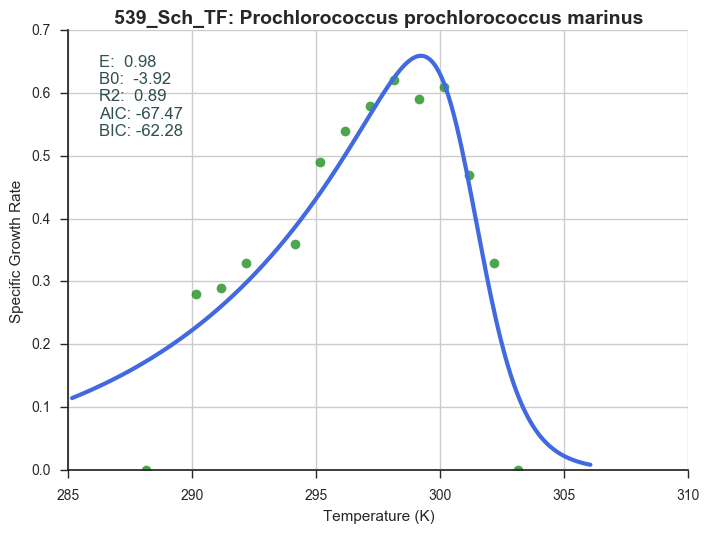 539_Sch_TF: Prochlorococcus prochlorococcus marinus
E: 0.98
B0: -3.92
R2: 0.89
AIC: -67.47
BIC: -62.28
0.7
0.6
0.5
0.4
0.3
0.2
0.1
0.0
Specific Growth Rate
285 290 295 300 305 310
Temperature (K)